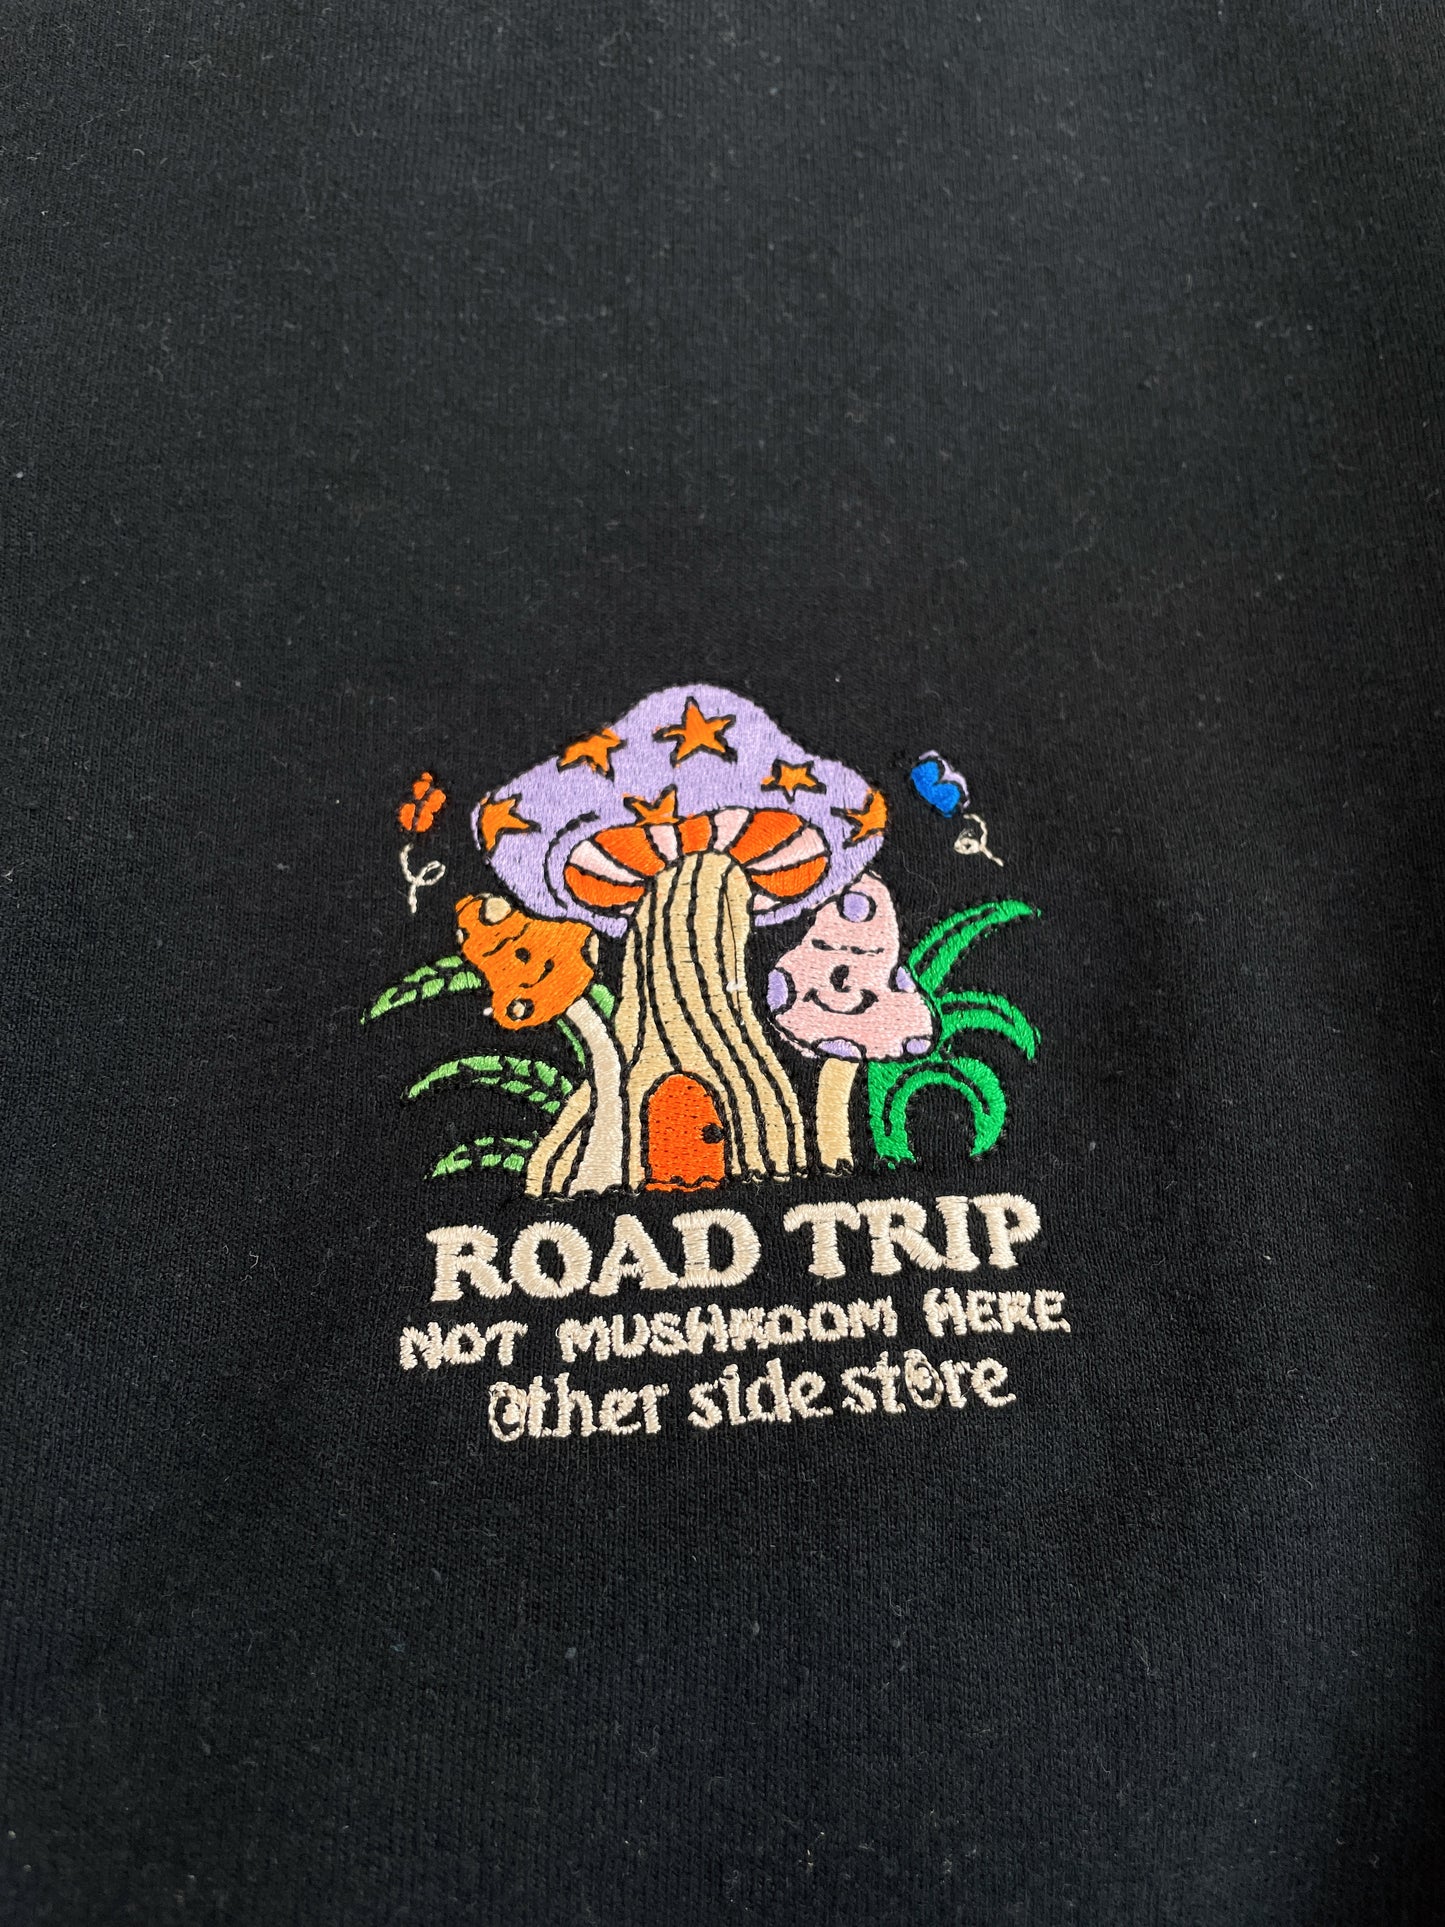 ROAD TRIP
NOT MUSHROOM HERE
other side store